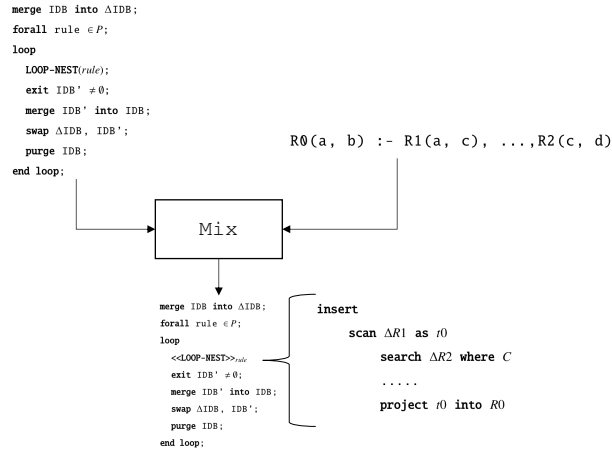 merge IDB into ΔIDB;
forall rule ∈P;
loop
LOOP-NEST(rule);
exit IDB' ≠ ∅;
merge IDB' into IDB;
swap ΔIDB, IDB';
purge IDB;
end loop;
R0(a, b) :- R1(a, c), ...,R2(c, d)
Mix
merge IDB into ΔIDB;
forall rule ∈P;
loop
<<LOOP-NEST>>rule
exit IDB' ≠ ∅;
merge IDB' into IDB;
swap ΔIDB, IDB';
purge IDB;
end loop;
insert
scan ΔR1 as t0
search ΔR2 where C
.....
project t0 into R0